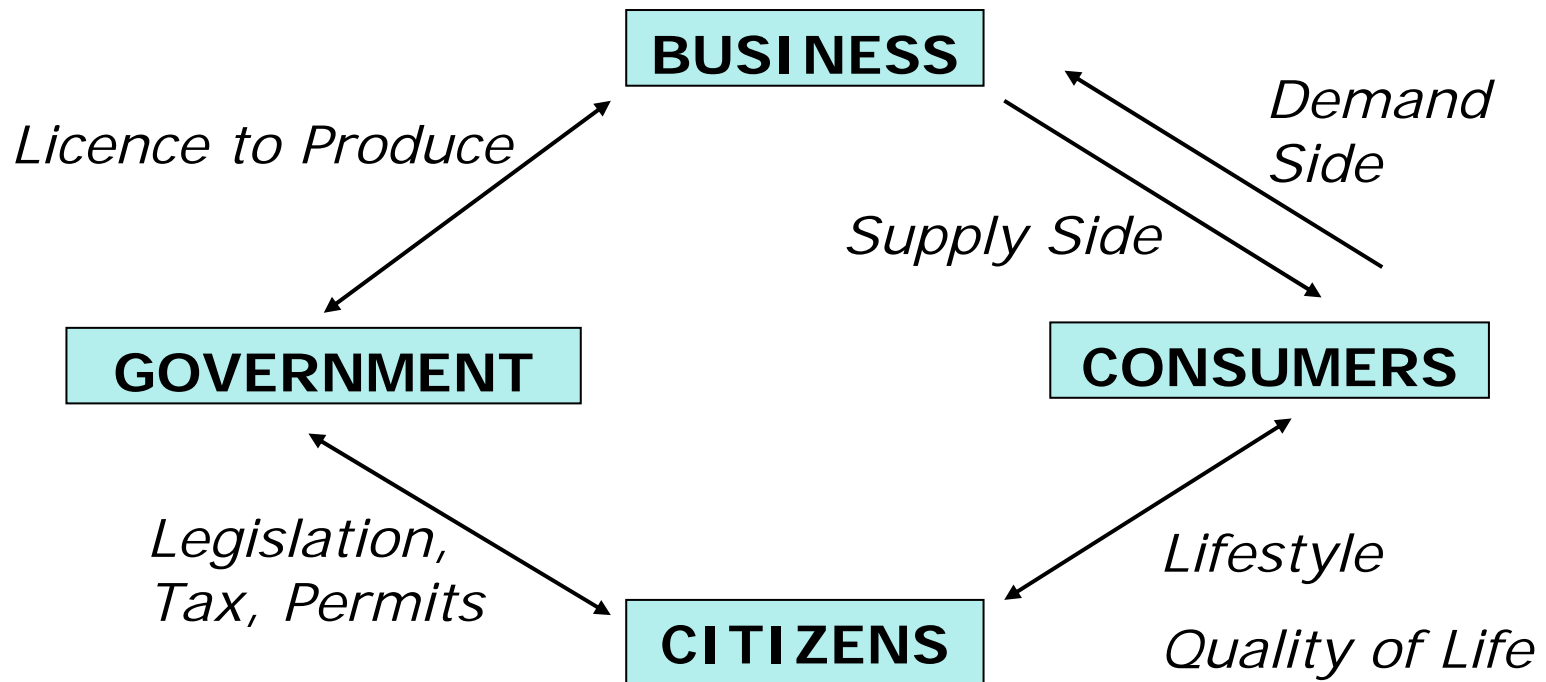 BUSINESS
Demand
Side
Licence to Produce
Supply Side
GOVERNMENT
CONSUMERS
Legislation,
Tax, Permits
Lifestyle
CITIZENS
Quality of Life